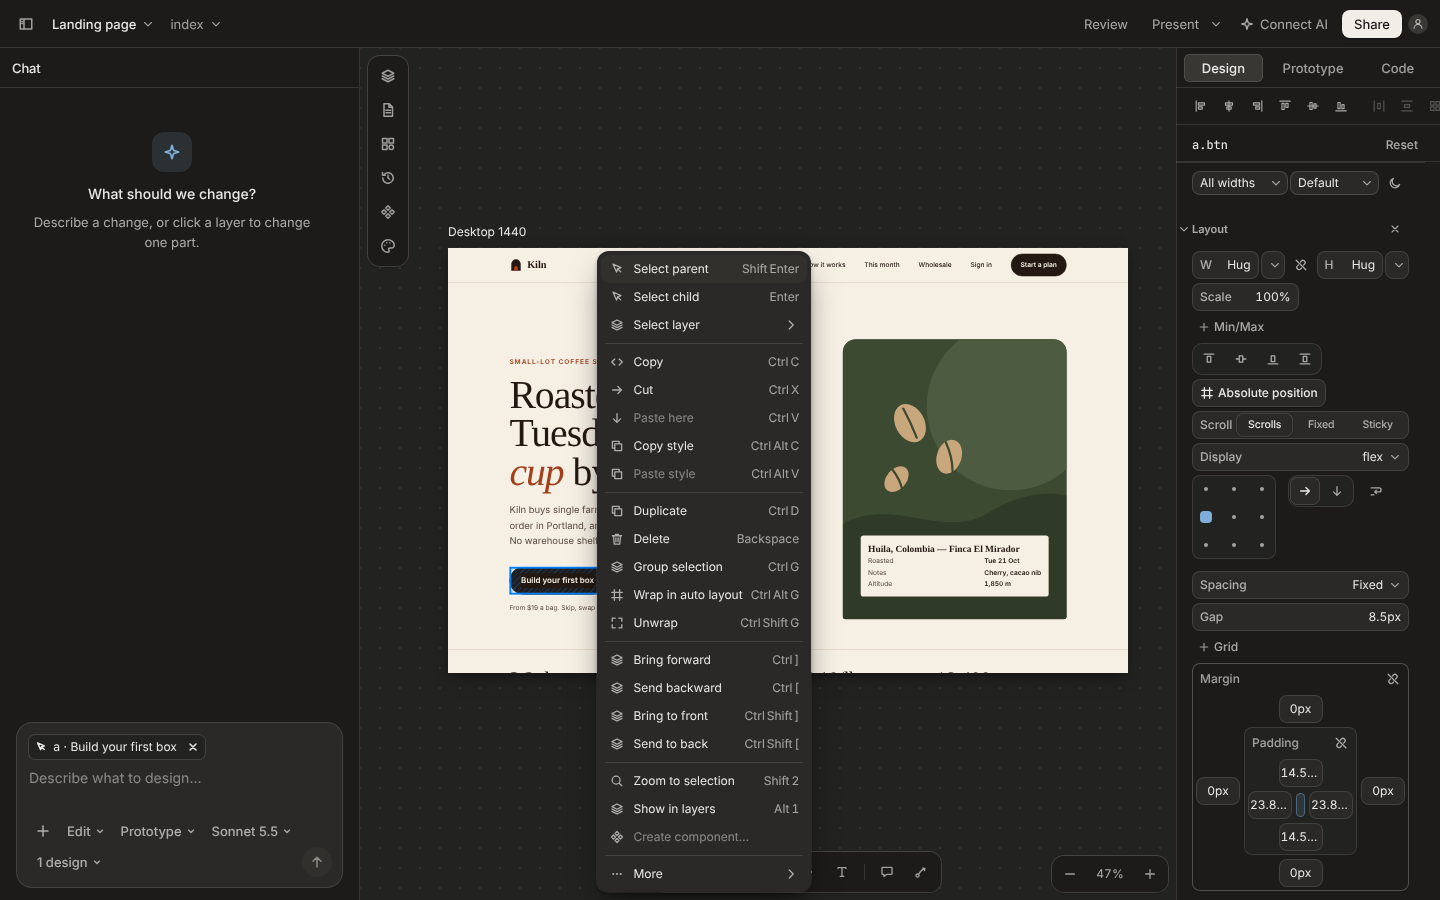 Landing page
index
Review
Present
Connect AI
Share
Chat
What should we change?
Describe a change, or click a layer to change
one part.
a · Build your first box
Describe what to design...
Edit
Prototype
Sonnet 5.5
1 design
Desktop 1440
Kiln
This month
Wholesale
Sign in
Start a plan
SMALL-LOT COFFEE
Roast
Tuesd
cup by
Kiln buys single far
order in Portland, a
No warehouse shel
Build your first box
From $19 a bag. Skip, swap
Huila, Colombia — Finca El Mirador
Roasted Tue 21 Oct
Notes Cherry, cacao nib
Altitude 1,850 m
Select parent Shift Enter
Select child Enter
Select layer
Copy Ctrl C
Cut Ctrl X
Paste here Ctrl V
Copy style Ctrl Alt C
Paste style Ctrl Alt V
Duplicate Ctrl D
Delete Backspace
Group selection Ctrl G
Wrap in auto layout Ctrl Alt G
Unwrap Ctrl Shift G
Bring forward Ctrl ]
Send backward Ctrl [
Bring to front Ctrl Shift ]
Send to back Ctrl Shift [
Zoom to selection Shift 2
Show in layers Alt 1
Create component...
More
47%
Design
Prototype
Code
a.btn
Reset
All widths
Default
Layout
W Hug
H Hug
Scale 100%
Min/Max
Absolute position
Scroll Scrolls Fixed Sticky
Display flex
Spacing Fixed
Gap 8.5px
Grid
Margin
0px
Padding
14.5...
0px 23.8... 23.8... 0px
14.5...
0px